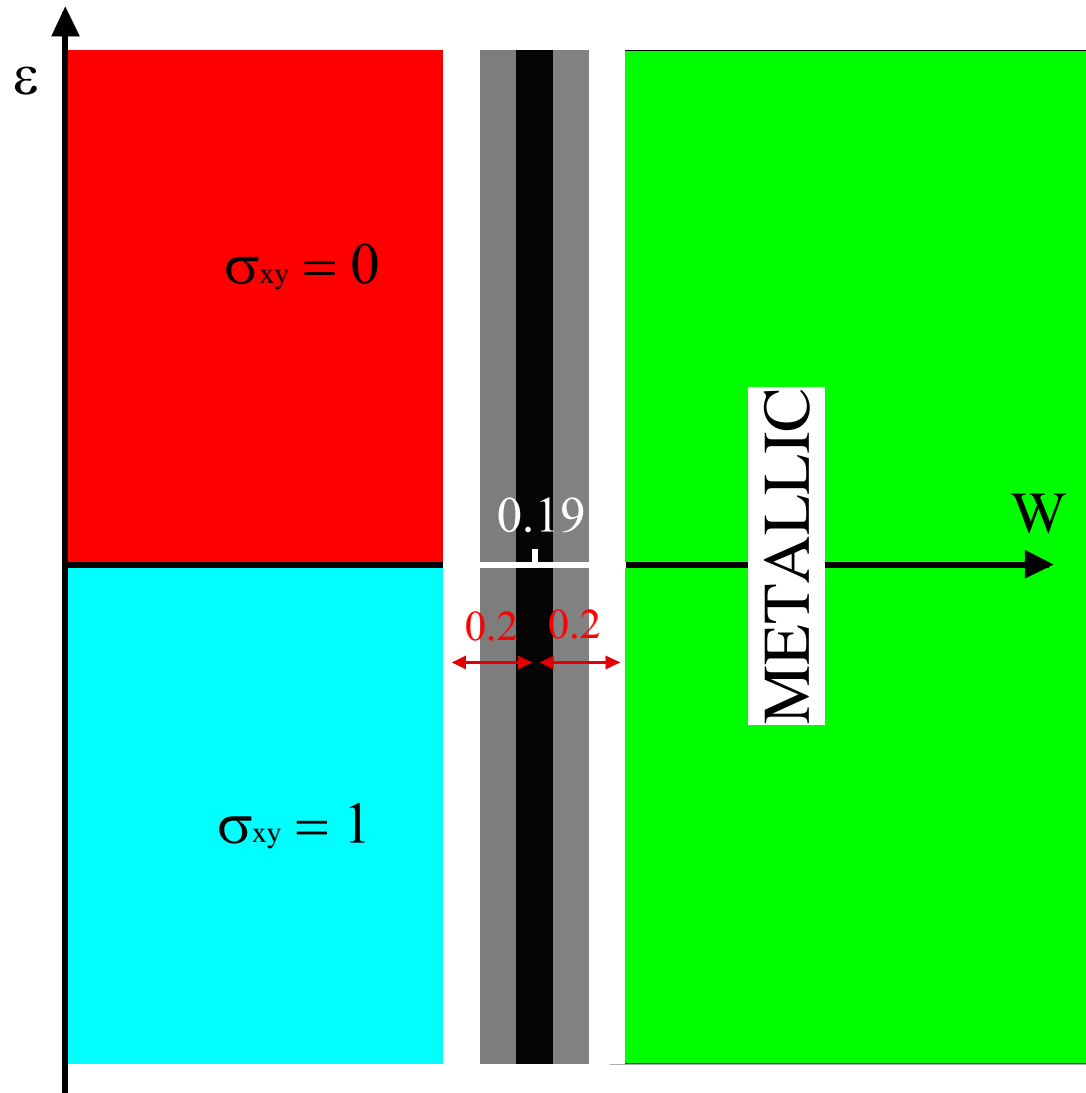 ε
σxy = 0
0.19
W
METALLIC
0.2
0.2
σxy = 1